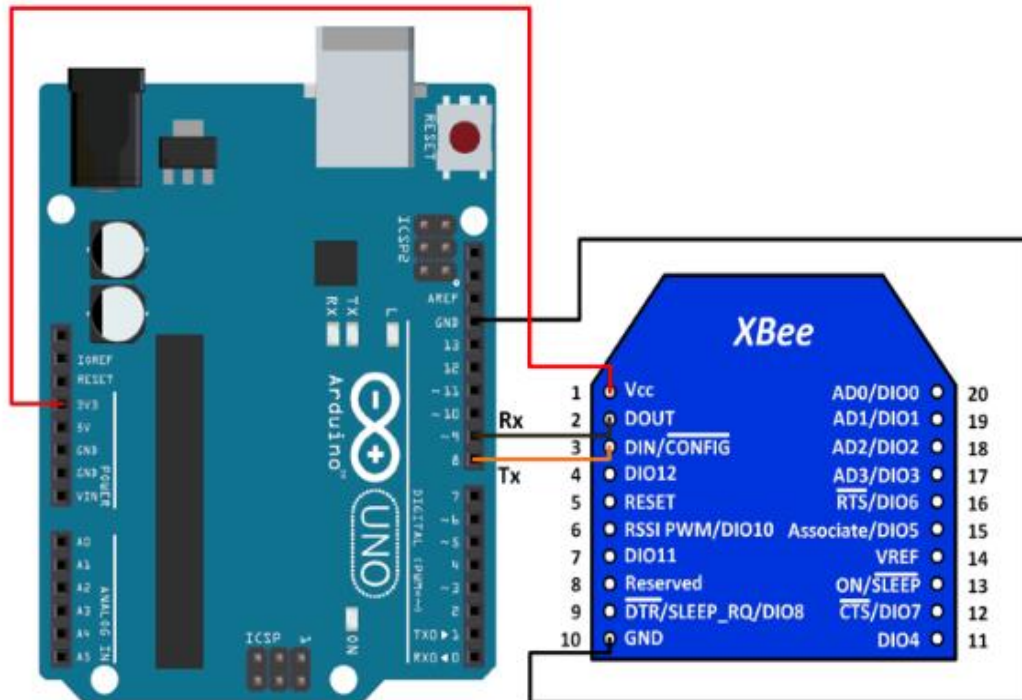 RESET
ICSP2
AREF
GND
13
12
~11
~10
~9
8
7
~6
~5
4
~3
2
TX0▶1
RX0◀0
L
TX
RX
Arduino™
UNO
DIGITAL (PWM=~)
ON
ICSP
1
IOREF
RESET
3V3
5V
GND
GND
VIN
POWER
A0
A1
A2
A3
A4
A5
ANALOG IN
Rx
Tx
XBee
1 Vcc AD0/DIO0 20
2 DOUT AD1/DIO1 19
3 DIN/CONFIG AD2/DIO2 18
4 DIO12 AD3/DIO3 17
5 RESET RTS/DIO6 16
6 RSSI PWM/DIO10 Associate/DIO5 15
7 DIO11 VREF 14
8 Reserved ON/SLEEP 13
9 DTR/SLEEP_RQ/DIO8 CTS/DIO7 12
10 GND DIO4 11